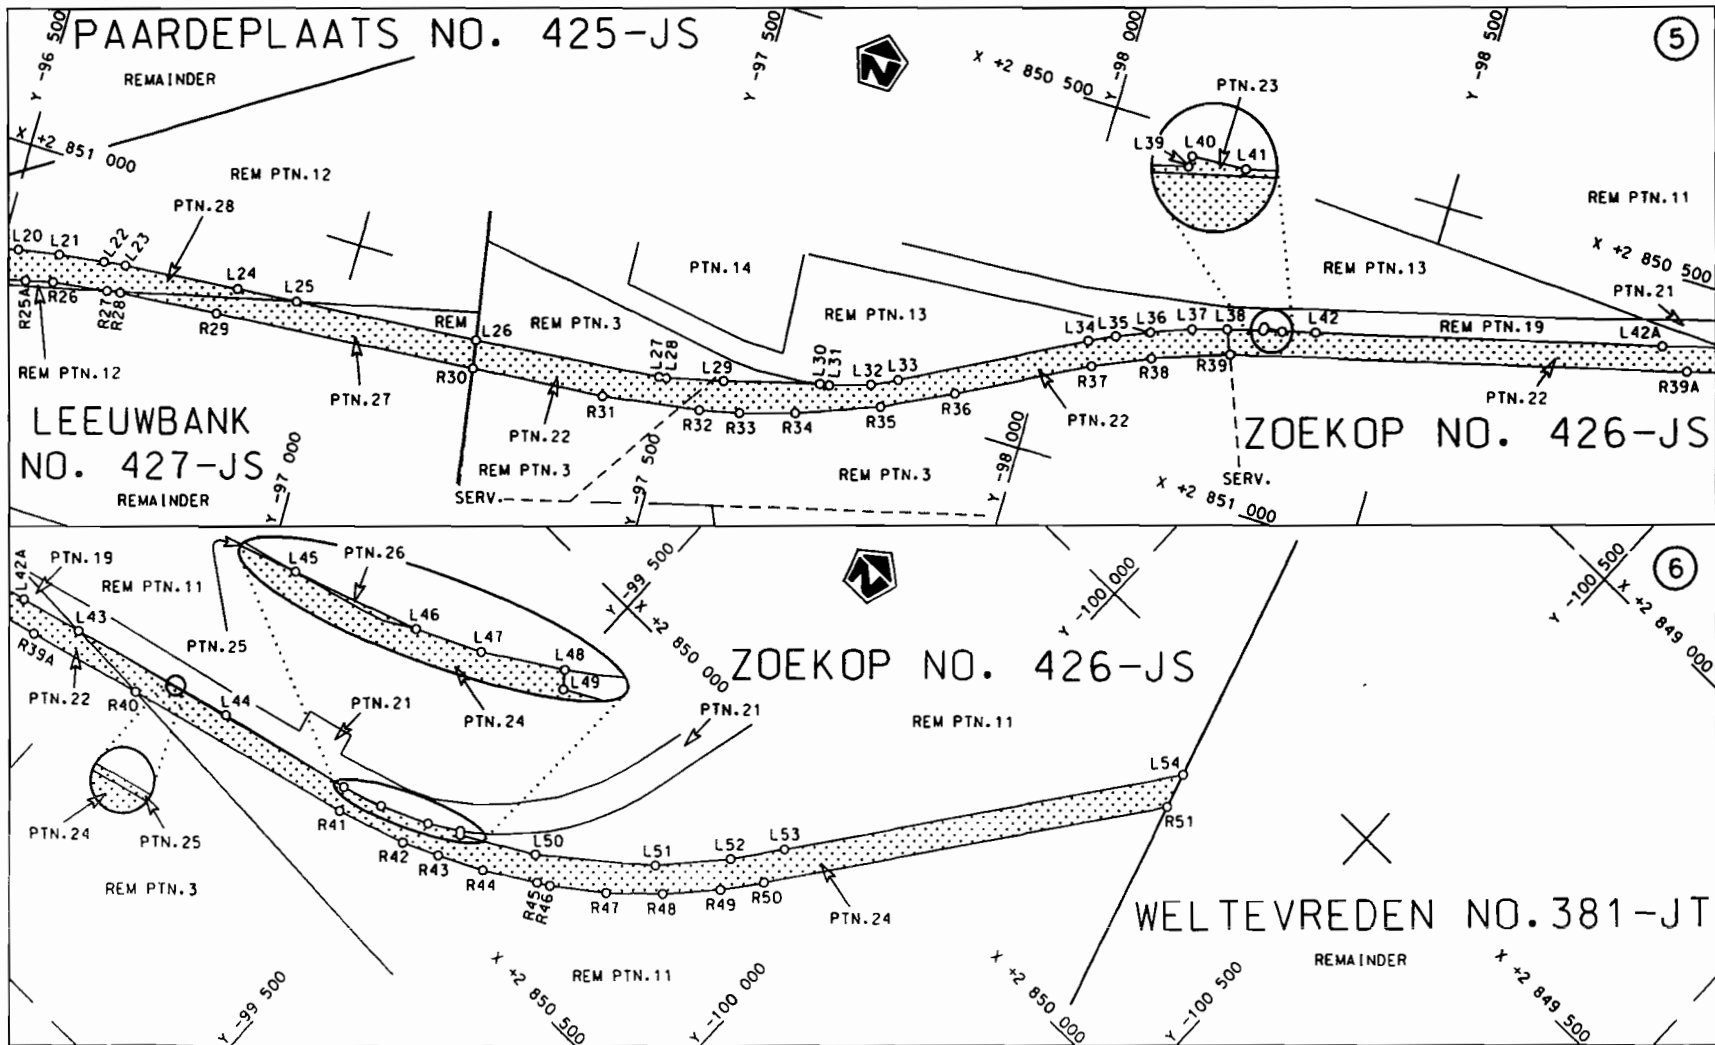 PAARDEPLAATS NO. 425-JS
REMAINDER
Y -96 500
Y -97 500
Y -98 000
Y -98 500
5
X +2 850 500
PTN.23
L39 L40 L41
X +2 851 000
REM PTN.12
PTN.28
REM PTN.11
X +2 850 500
PTN.14
REM PTN.13
PTN.21
L20 L21 L22 L23 L24 L25
REM
REM PTN.3
REM PTN.13
L26 L27 L28 L29 L30 L31 L32 L33 L34 L35 L36 L37 L38 L42
REM PTN.19
L42A
R25A R26 R27 R28 R29 R30 R31 R32 R33 R34 R35 R36 R37 R38 R39 R39A
REM PTN.12
PTN.27
PTN.22
PTN.22
PTN.22
LEEUWBANK
NO. 427-JS
REMAINDER
ZOEKOP NO. 426-JS
REM PTN.3
REM PTN.3
SERV.
SERV.
Y -97 000
Y -97 500
Y -98 000
X +2 851 000
6
L42A
PTN.19
REM PTN.11
L45
PTN.26
L46
L47
L48
L49
PTN.25
PTN.24
Y -99 500
X +2 850 000
Y -100 000
Y -100 500
X +2 849 000
L43
R39A
PTN.22
R40
L44
PTN.21
ZOEKOP NO. 426-JS
PTN.21
REM PTN.11
PTN.24
PTN.25
REM PTN.3
R41 R42 R43 R44 R45 R46 R47 R48 R49 R50 R51
L50 L51 L52 L53 L54
PTN.24
WELTEVREDEN NO.381-JT
REMAINDER
REM PTN.11
Y -99 500
X +2 850 500
Y -100 000
X +2 850 000
Y -100 500
X +2 849 500